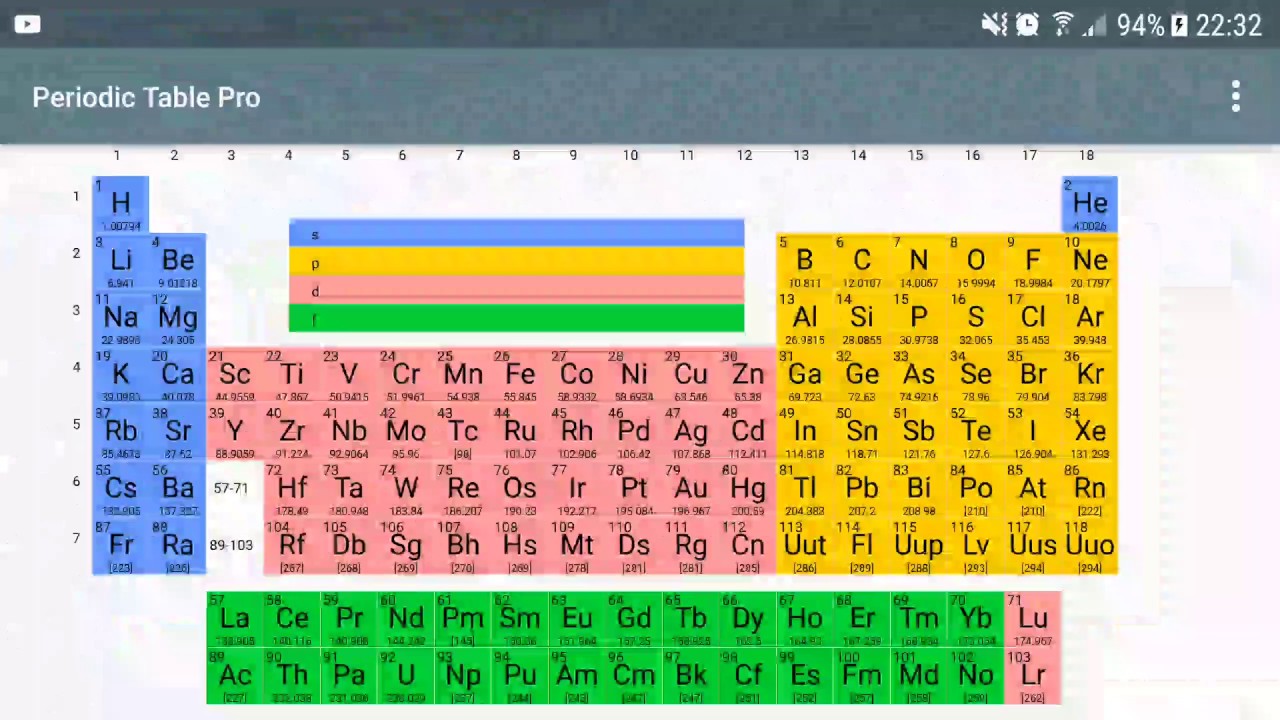 94% 22:32
Periodic Table Pro
1 2 3 4 5 6 7 8 9 10 11 12 13 14 15 16 17 18
1 1 2
H He
1.00794 4.0026
s
2 3 4 5 6 7 8 9 10
Li Be p B C N O F Ne
6.941 9.01218 10.811 12.0107 14.0067 15.9994 18.9984 20.1797
d
3 11 12 13 14 15 16 17 18
Na Mg f Al Si P S Cl Ar
22.9898 24.305 26.9815 28.0855 30.9738 32.065 35.453 39.948
4 19 20 21 22 23 24 25 26 27 28 29 30 31 32 33 34 35 36
K Ca Sc Ti V Cr Mn Fe Co Ni Cu Zn Ga Ge As Se Br Kr
39.0983 40.078 44.9559 47.867 50.9415 51.9961 54.938 55.845 58.9332 58.6934 63.546 65.38 69.723 72.63 74.9216 78.96 79.904 83.798
5 37 38 39 40 41 42 43 44 45 46 47 48 49 50 51 52 53 54
Rb Sr Y Zr Nb Mo Tc Ru Rh Pd Ag Cd In Sn Sb Te I Xe
85.4678 87.62 88.9059 91.224 92.9064 95.96 [98] 101.07 102.906 106.42 107.868 112.411 114.818 118.71 121.76 127.6 126.904 131.293
6 55 56 72 73 74 75 76 77 78 79 80 81 82 83 84 85 86
Cs Ba 57-71 Hf Ta W Re Os Ir Pt Au Hg Tl Pb Bi Po At Rn
132.905 137.327 178.49 180.948 183.84 186.207 190.23 192.217 195.084 196.967 200.59 204.383 207.2 208.98 [210] [210] [222]
7 87 88 104 105 106 107 108 109 110 111 112 113 114 115 116 117 118
Fr Ra 89-103 Rf Db Sg Bh Hs Mt Ds Rg Cn Uut Fl Uup Lv Uus Uuo
[223] [226] [267] [268] [269] [270] [269] [278] [281] [281] [285] [286] [289] [288] [293] [294] [294]
57 58 59 60 61 62 63 64 65 66 67 68 69 70 71
La Ce Pr Nd Pm Sm Eu Gd Tb Dy Ho Er Tm Yb Lu
138.905 140.116 140.908 144.242 [145] 150.36 151.964 157.25 158.925 162.5 164.93 167.259 168.934 173.054 174.967
89 90 91 92 93 94 95 96 97 98 99 100 101 102 103
Ac Th Pa U Np Pu Am Cm Bk Cf Es Fm Md No Lr
[227] 232.038 231.036 238.029 [237] [244] [243] [247] [247] [251] [252] [257] [258] [259] [262]